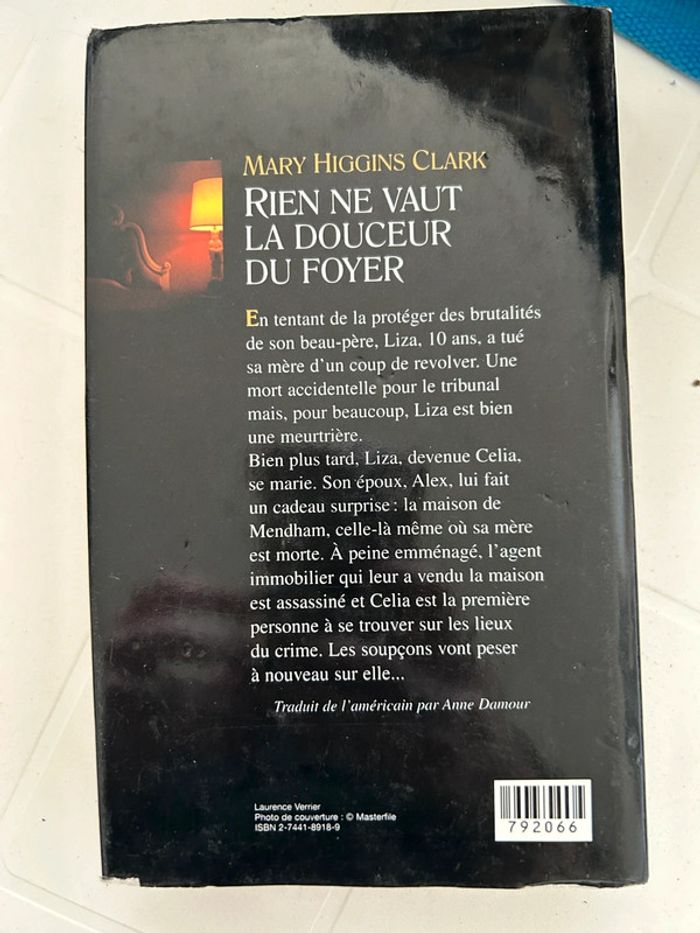 MARY HIGGINS CLARK
RIEN NE VAUT
LA DOUCEUR
DU FOYER
En tentant de la protéger des brutalités
de son beau-père, Liza, 10 ans, a tué
sa mère d'un coup de revolver. Une
mort accidentelle pour le tribunal
mais, pour beaucoup, Liza est bien
une meurtrière.
Bien plus tard, Liza, devenue Celia,
se marie. Son époux, Alex, lui fait
un cadeau surprise : la maison de
Mendham, celle-là même où sa mère
est morte. À peine emménagé, l'agent
immobilier qui leur a vendu la maison
est assassiné et Celia est la première
personne à se trouver sur les lieux
du crime. Les soupçons vont peser
à nouveau sur elle...
Traduit de l'américain par Anne Damour
Laurence Verrier
Photo de couverture : © Masterfile
ISBN 2-7441-8918-9
792066